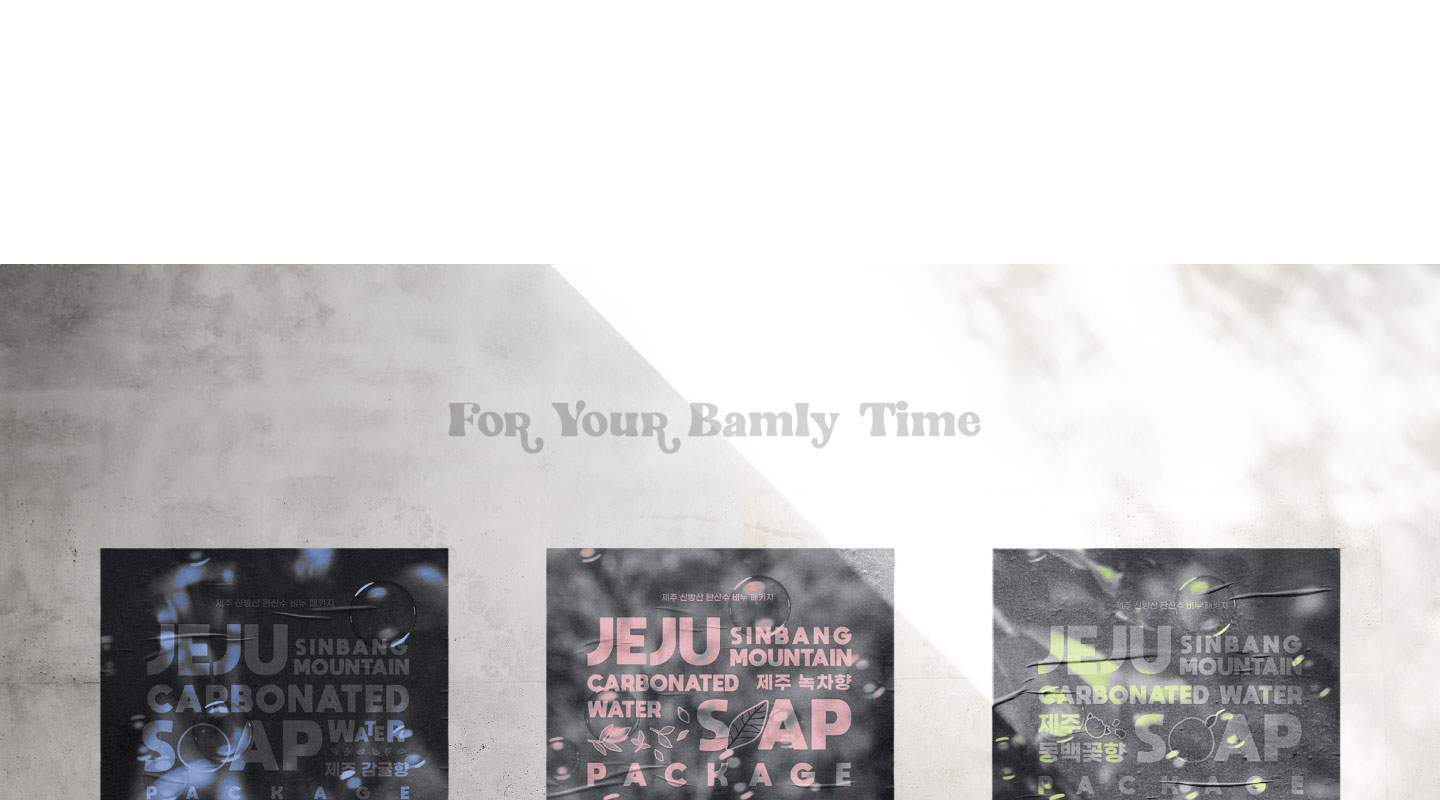 For Your Bamly Time
제주 신방산 탄산수 비누 패키지
JEJU SINBANG
MOUNTAIN
CARBONATED
SOAP WATER
제주 감귤향
PACKAGE
제주 신방산 탄산수 비누 패키지
JEJU SINBANG
MOUNTAIN
CARBONATED 제주 녹차향
WATER SOAP
PACKAGE
제주 신방산 탄산수 비누 패키지
JEJU SINBANG
MOUNTAIN
CARBONATED WATER
제주 SOAP
동백꽃향
PACKAGE